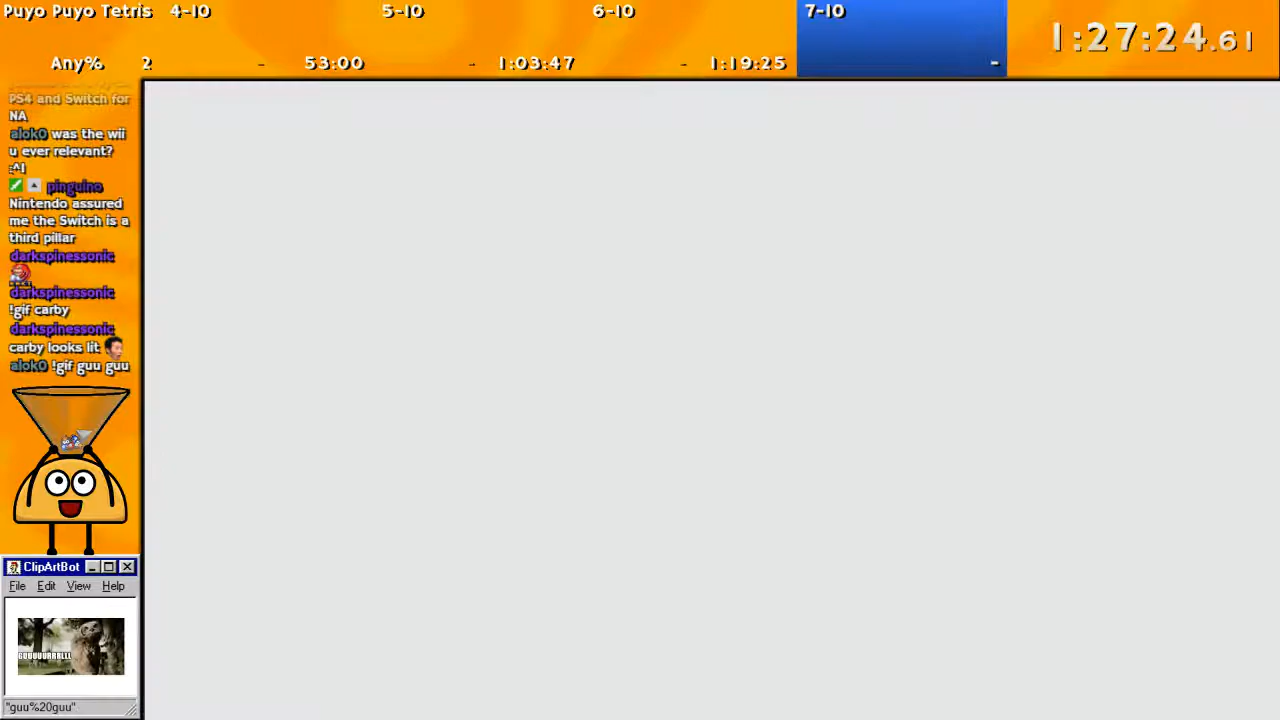 Puyo Puyo Tetris 4-10 5-10 6-10 7-10
1:27:24.61
Any% 2 - 53:00 - 1:03:47 - 1:19:25 -
PS4 and Switch for
NA
alok0 was the wii
u ever relevant?
:^I
pinguino
Nintendo assured
me the Switch is a
third pillar
darkspinessonic
darkspinessonic
!gif carby
darkspinessonic
carby looks lit
alok0 !gif guu guu
ClipArtBot
File Edit View Help
"guu%20guu"